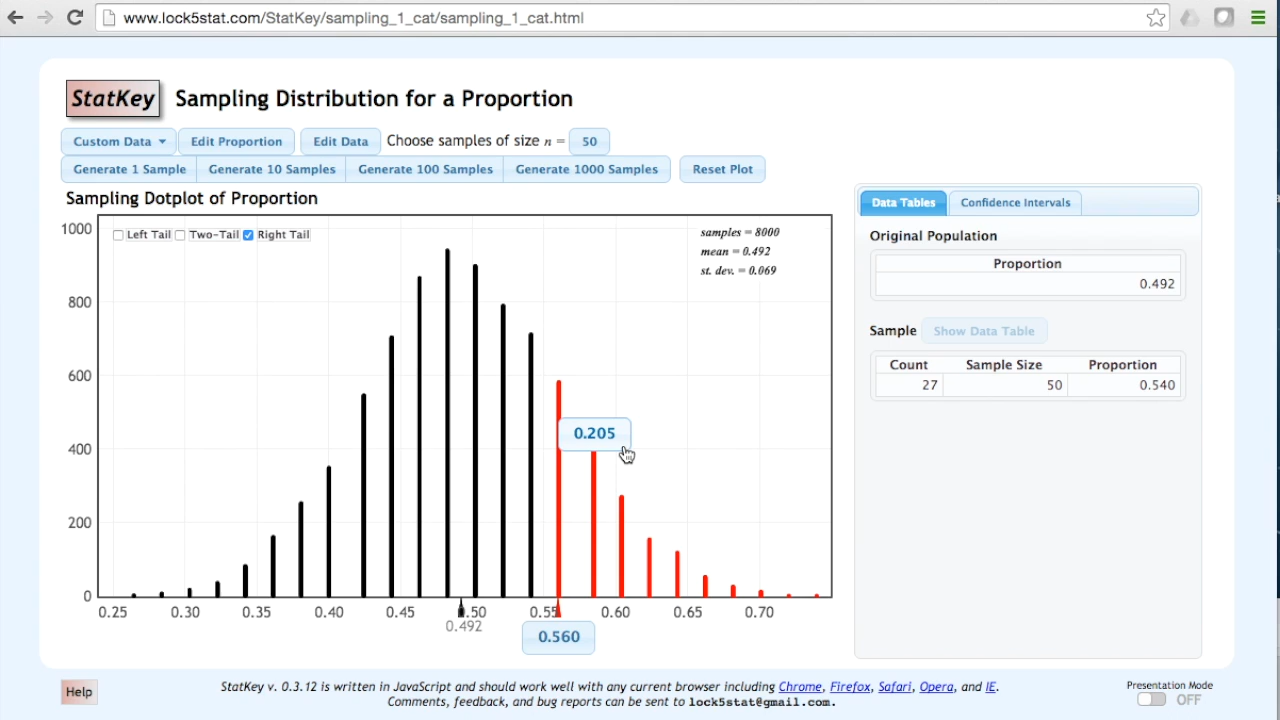 www.lock5stat.com/StatKey/sampling_1_cat/sampling_1_cat.html
StatKey Sampling Distribution for a Proportion
Custom Data Edit Proportion Edit Data Choose samples of size n = 50
Generate 1 Sample Generate 10 Samples Generate 100 Samples Generate 1000 Samples Reset Plot
Sampling Dotplot of Proportion
Left Tail Two-Tail Right Tail
samples = 8000
mean = 0.492
st. dev. = 0.069
1000
800
600
400
200
0
0.205
0.25 0.30 0.35 0.40 0.45 0.50 0.55 0.60 0.65 0.70
0.492
0.560
Data Tables Confidence Intervals
Original Population
Proportion
0.492
Sample Show Data Table
Count Sample Size Proportion
27 50 0.540
Help
StatKey v. 0.3.12 is written in JavaScript and should work well with any current browser including Chrome, Firefox, Safari, Opera, and IE.
Comments, feedback, and bug reports can be sent to lock5stat@gmail.com.
Presentation Mode
OFF